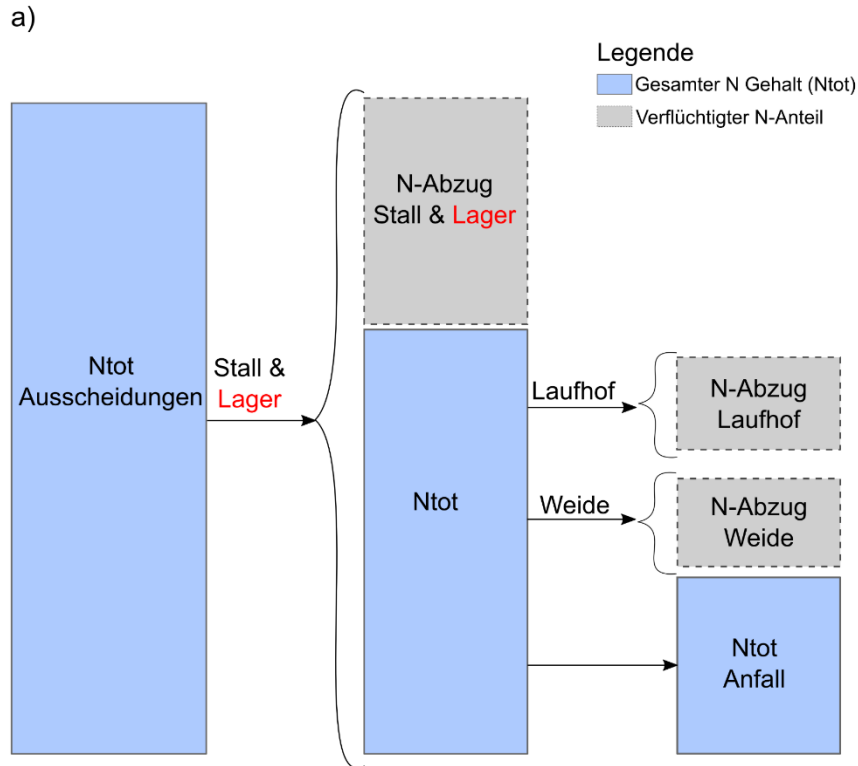 a)
Legende
Gesamter N Gehalt (Ntot)
Verflüchtigter N-Anteil
Ntot
Ausscheidungen
Stall &
Lager
N-Abzug
Stall & Lager
Ntot
Laufhof
N-Abzug
Laufhof
Weide
N-Abzug
Weide
Ntot
Anfall